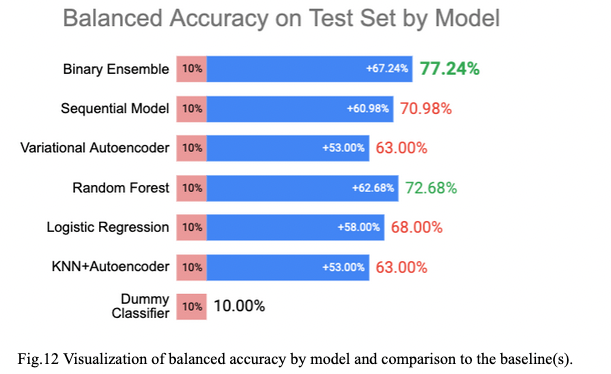 Balanced Accuracy on Test Set by Model
Binary Ensemble 10% +67.24% 77.24%
Sequential Model 10% +60.98% 70.98%
Variational Autoencoder 10% +53.00% 63.00%
Random Forest 10% +62.68% 72.68%
Logistic Regression 10% +58.00% 68.00%
KNN+Autoencoder 10% +53.00% 63.00%
Dummy
Classifier 10% 10.00%
Fig.12 Visualization of balanced accuracy by model and comparison to the baseline(s).